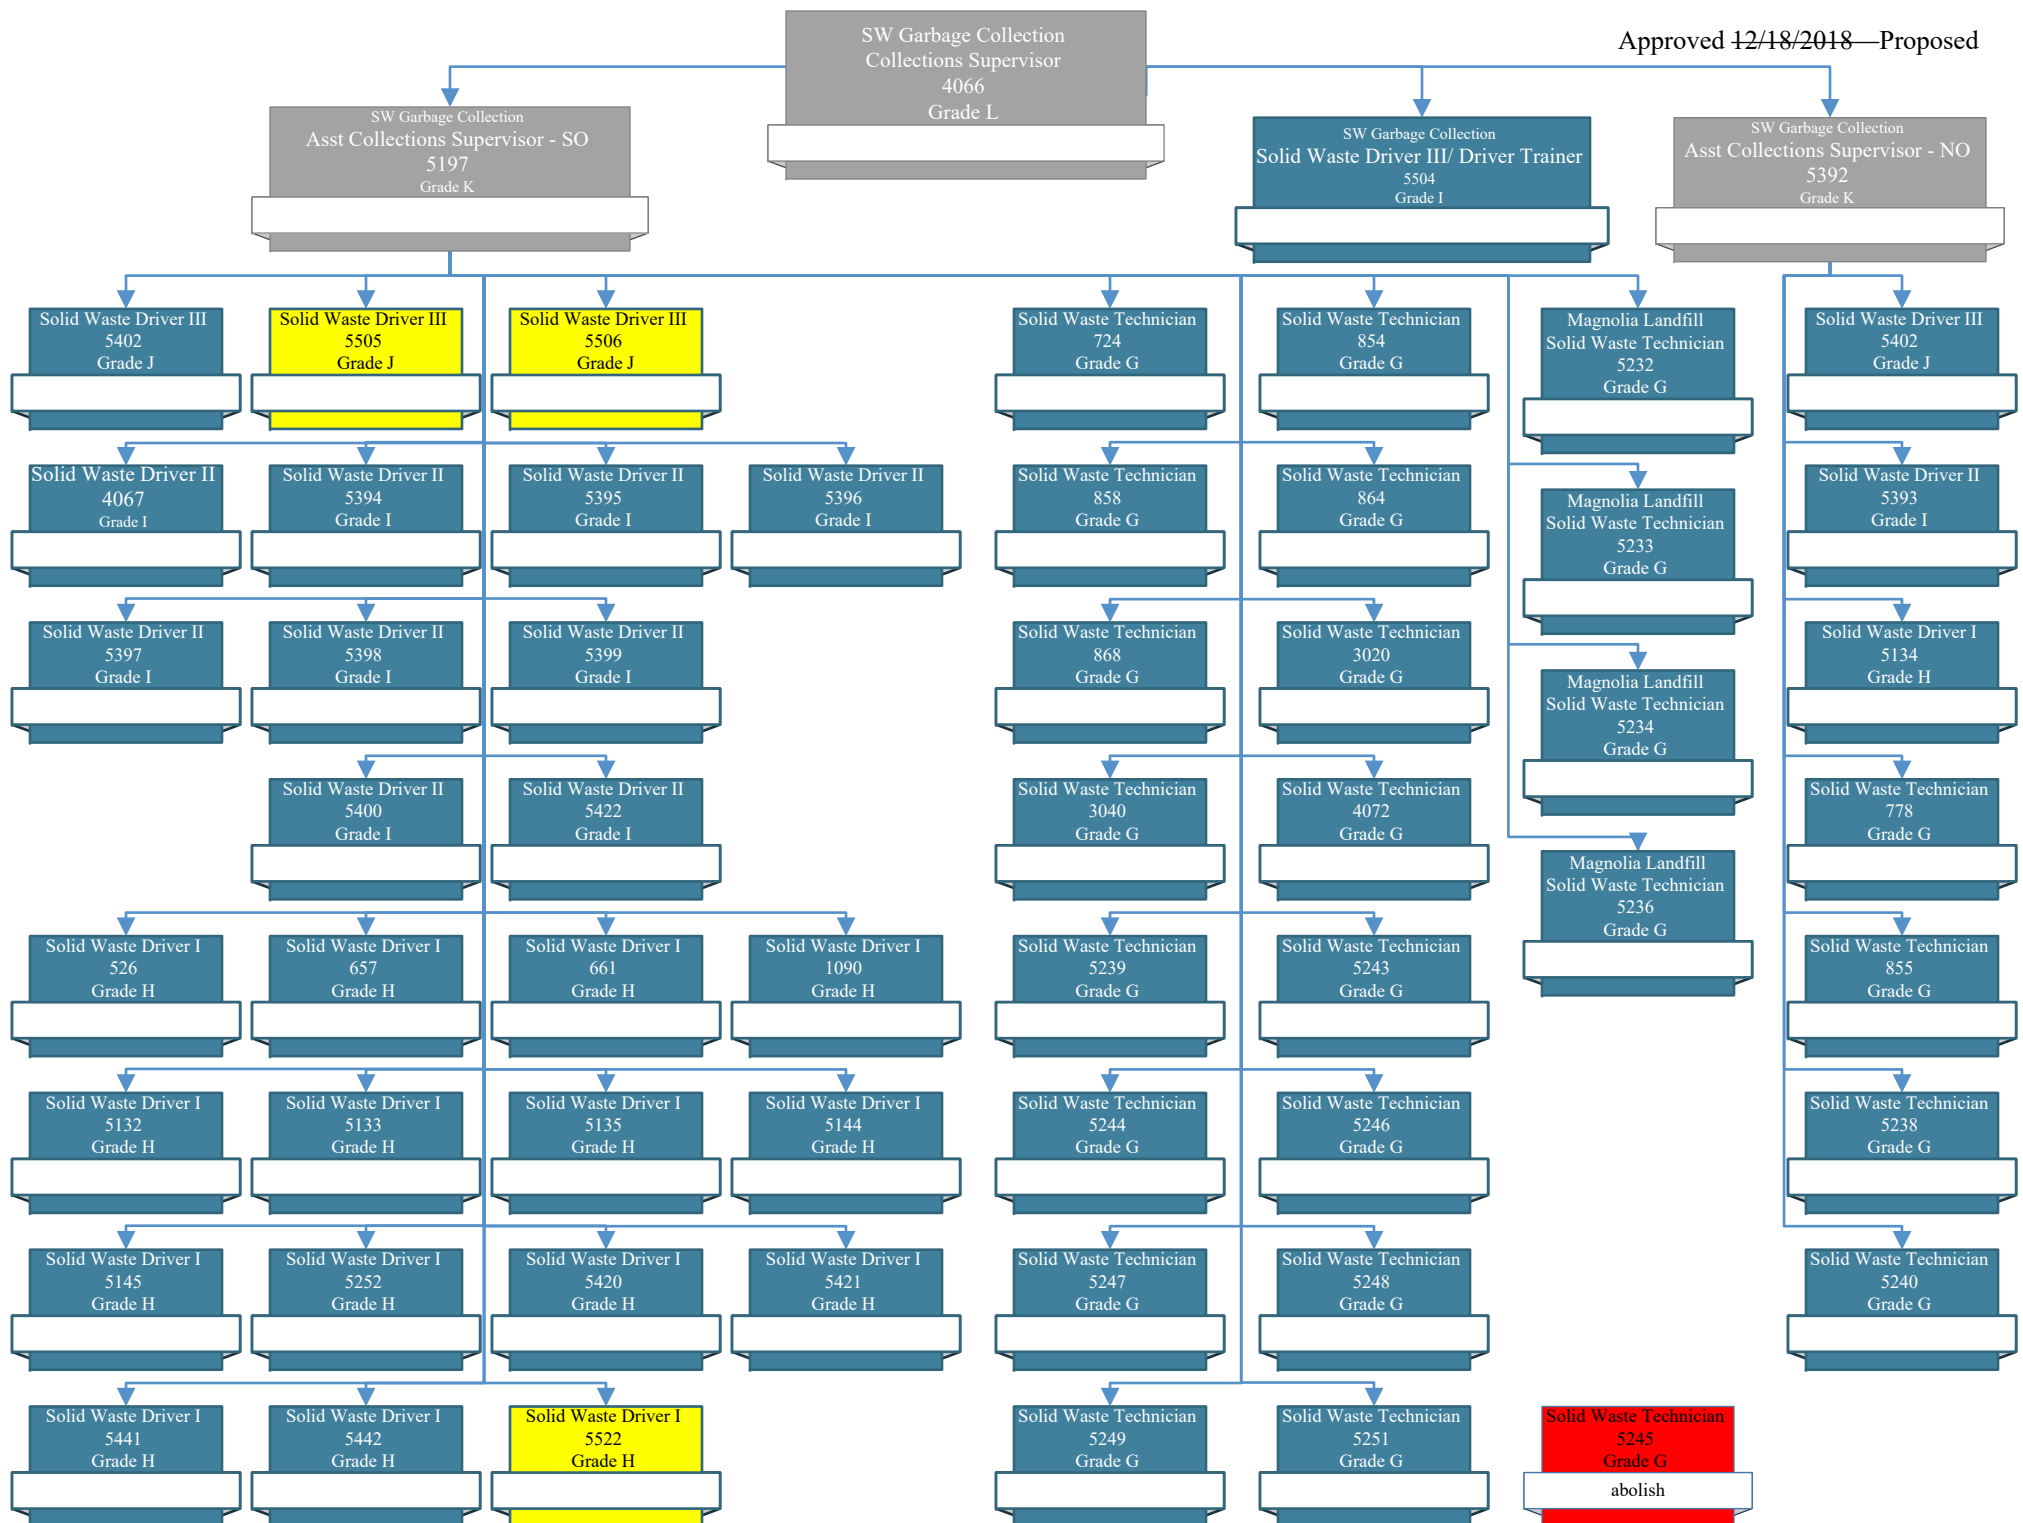 SW Garbage Collection
Collections Supervisor
4066
Grade L
Approved 12/18/2018 Proposed
SW Garbage Collection
Asst Collections Supervisor - SO
5197
Grade K
SW Garbage Collection
Solid Waste Driver III/ Driver Trainer
5504
Grade I
SW Garbage Collection
Asst Collections Supervisor - NO
5392
Grade K
Solid Waste Driver III
5402
Grade J
Solid Waste Driver III
5505
Grade J
Solid Waste Driver III
5506
Grade J
Solid Waste Technician
724
Grade G
Solid Waste Technician
854
Grade G
Magnolia Landfill
Solid Waste Technician
5232
Grade G
Solid Waste Driver III
5402
Grade J
Solid Waste Driver II
4067
Grade I
Solid Waste Driver II
5394
Grade I
Solid Waste Driver II
5395
Grade I
Solid Waste Driver II
5396
Grade I
Solid Waste Technician
858
Grade G
Solid Waste Technician
864
Grade G
Magnolia Landfill
Solid Waste Technician
5233
Grade G
Solid Waste Driver II
5393
Grade I
Solid Waste Driver II
5397
Grade I
Solid Waste Driver II
5398
Grade I
Solid Waste Driver II
5399
Grade I
Solid Waste Technician
868
Grade G
Solid Waste Technician
3020
Grade G
Magnolia Landfill
Solid Waste Technician
5234
Grade G
Solid Waste Driver I
5134
Grade H
Solid Waste Driver II
5400
Grade I
Solid Waste Driver II
5422
Grade I
Solid Waste Technician
3040
Grade G
Solid Waste Technician
4072
Grade G
Magnolia Landfill
Solid Waste Technician
5236
Grade G
Solid Waste Technician
778
Grade G
Solid Waste Driver I
526
Grade H
Solid Waste Driver I
657
Grade H
Solid Waste Driver I
661
Grade H
Solid Waste Driver I
1090
Grade H
Solid Waste Technician
5239
Grade G
Solid Waste Technician
5243
Grade G
Solid Waste Technician
855
Grade G
Solid Waste Driver I
5132
Grade H
Solid Waste Driver I
5133
Grade H
Solid Waste Driver I
5135
Grade H
Solid Waste Driver I
5144
Grade H
Solid Waste Technician
5244
Grade G
Solid Waste Technician
5246
Grade G
Solid Waste Technician
5238
Grade G
Solid Waste Driver I
5145
Grade H
Solid Waste Driver I
5252
Grade H
Solid Waste Driver I
5420
Grade H
Solid Waste Driver I
5421
Grade H
Solid Waste Technician
5247
Grade G
Solid Waste Technician
5248
Grade G
Solid Waste Technician
5240
Grade G
Solid Waste Driver I
5441
Grade H
Solid Waste Driver I
5442
Grade H
Solid Waste Driver I
5522
Grade H
Solid Waste Technician
5249
Grade G
Solid Waste Technician
5251
Grade G
Solid Waste Technician
5245
Grade G
abolish